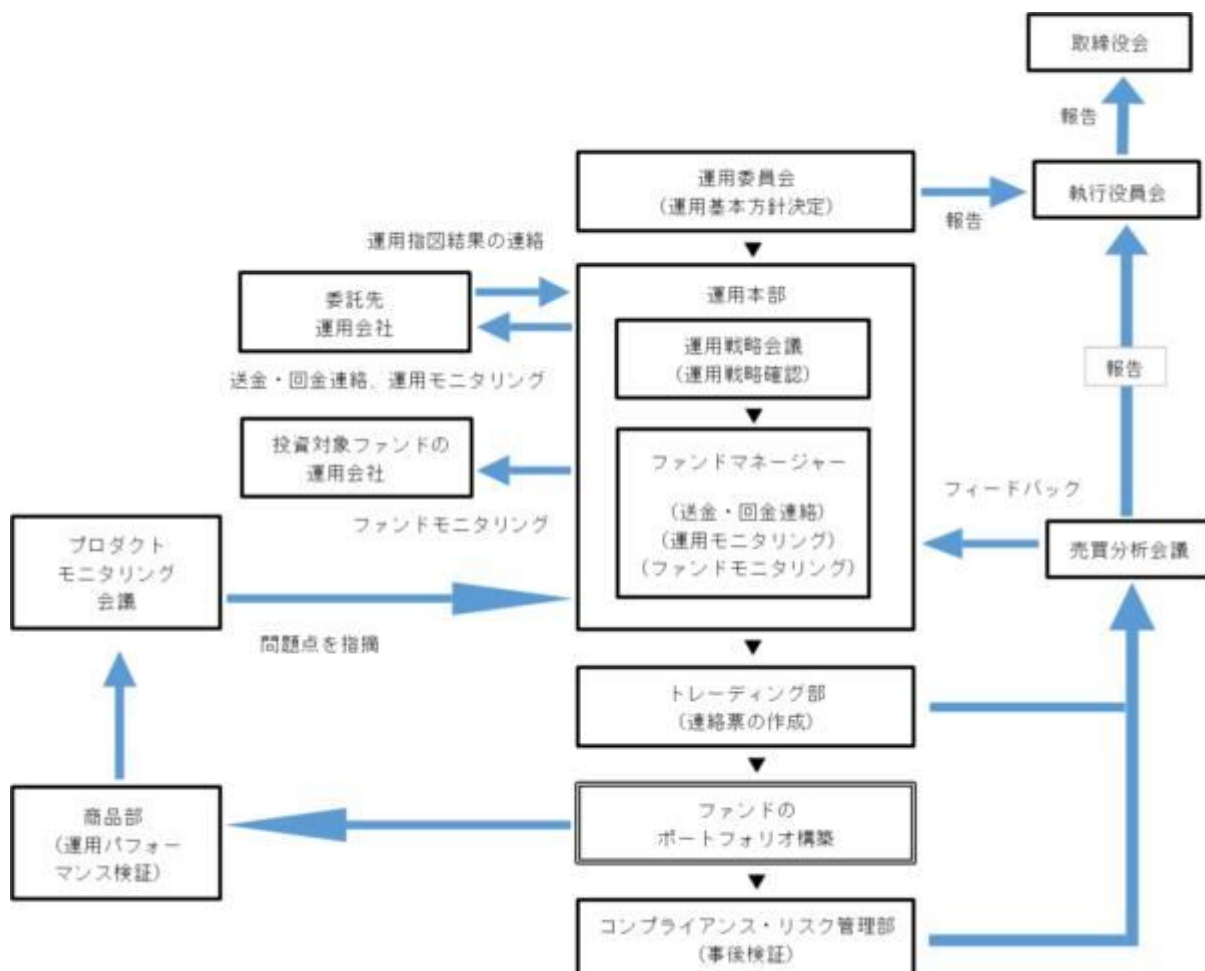 取締役会
報告
運用委員会
（運用基本方針決定）
報告
執行役員会
運用指図結果の連絡
委託先
運用会社
送金・回金連絡、運用モニタリング
運用本部
運用戦略会議
（運用戦略確認）
報告
投資対象ファンドの
運用会社
ファンドモニタリング
ファンドマネージャー
（送金・回金連絡）
（運用モニタリング）
（ファンドモニタリング）
フィードバック
売買分析会議
プロダクト
モニタリング
会議
問題点を指摘
トレーディング部
（連絡票の作成）
商品部
（運用パフォー
マンス検証）
ファンドの
ポートフォリオ構築
コンプライアンス・リスク管理部
（事後検証）